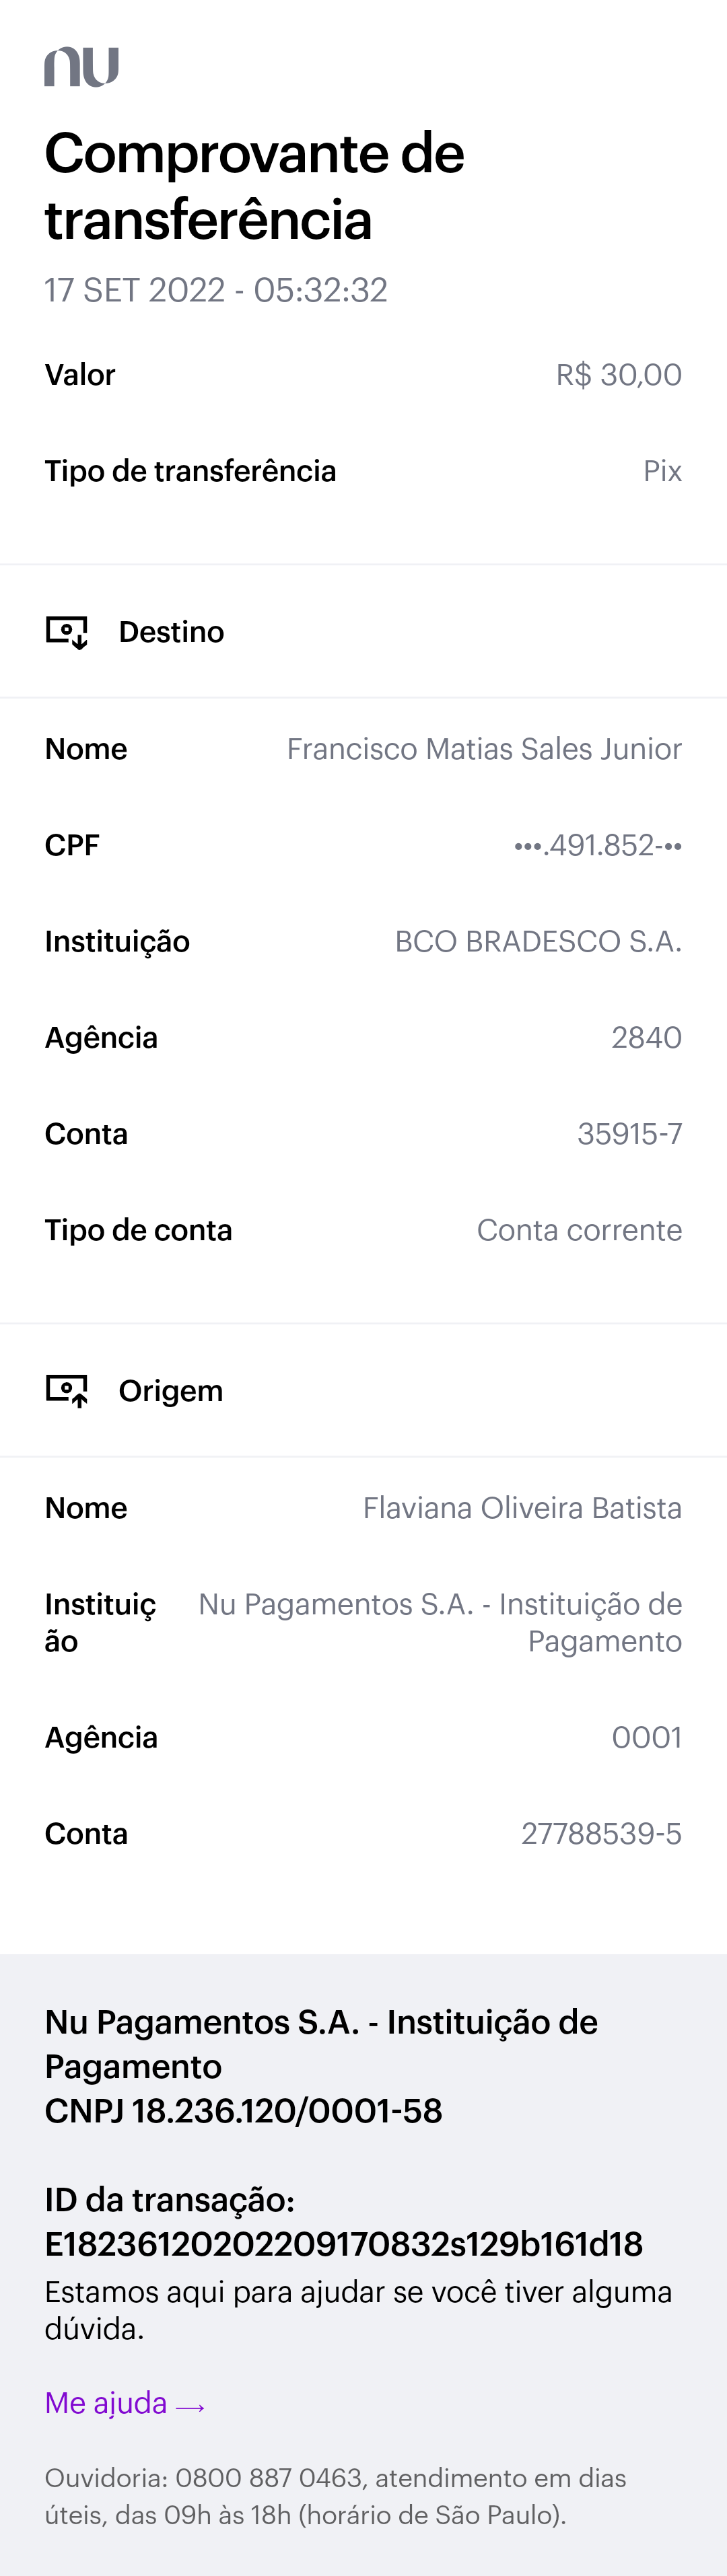 nu
Comprovante de
transferência
17 SET 2022 - 05:32:32
Valor R$ 30,00
Tipo de transferência Pix
Destino
Nome Francisco Matias Sales Junior
CPF •••.491.852-••
Instituição BCO BRADESCO S.A.
Agência 2840
Conta 35915-7
Tipo de conta Conta corrente
Origem
Nome Flaviana Oliveira Batista
Instituiç Nu Pagamentos S.A. - Instituição de
ão Pagamento
Agência 0001
Conta 27788539-5
Nu Pagamentos S.A. - Instituição de
Pagamento
CNPJ 18.236.120/0001-58
ID da transação:
E18236120202209170832s129b161d18
Estamos aqui para ajudar se você tiver alguma
dúvida.
Me ajuda →
Ouvidoria: 0800 887 0463, atendimento em dias
úteis, das 09h às 18h (horário de São Paulo).